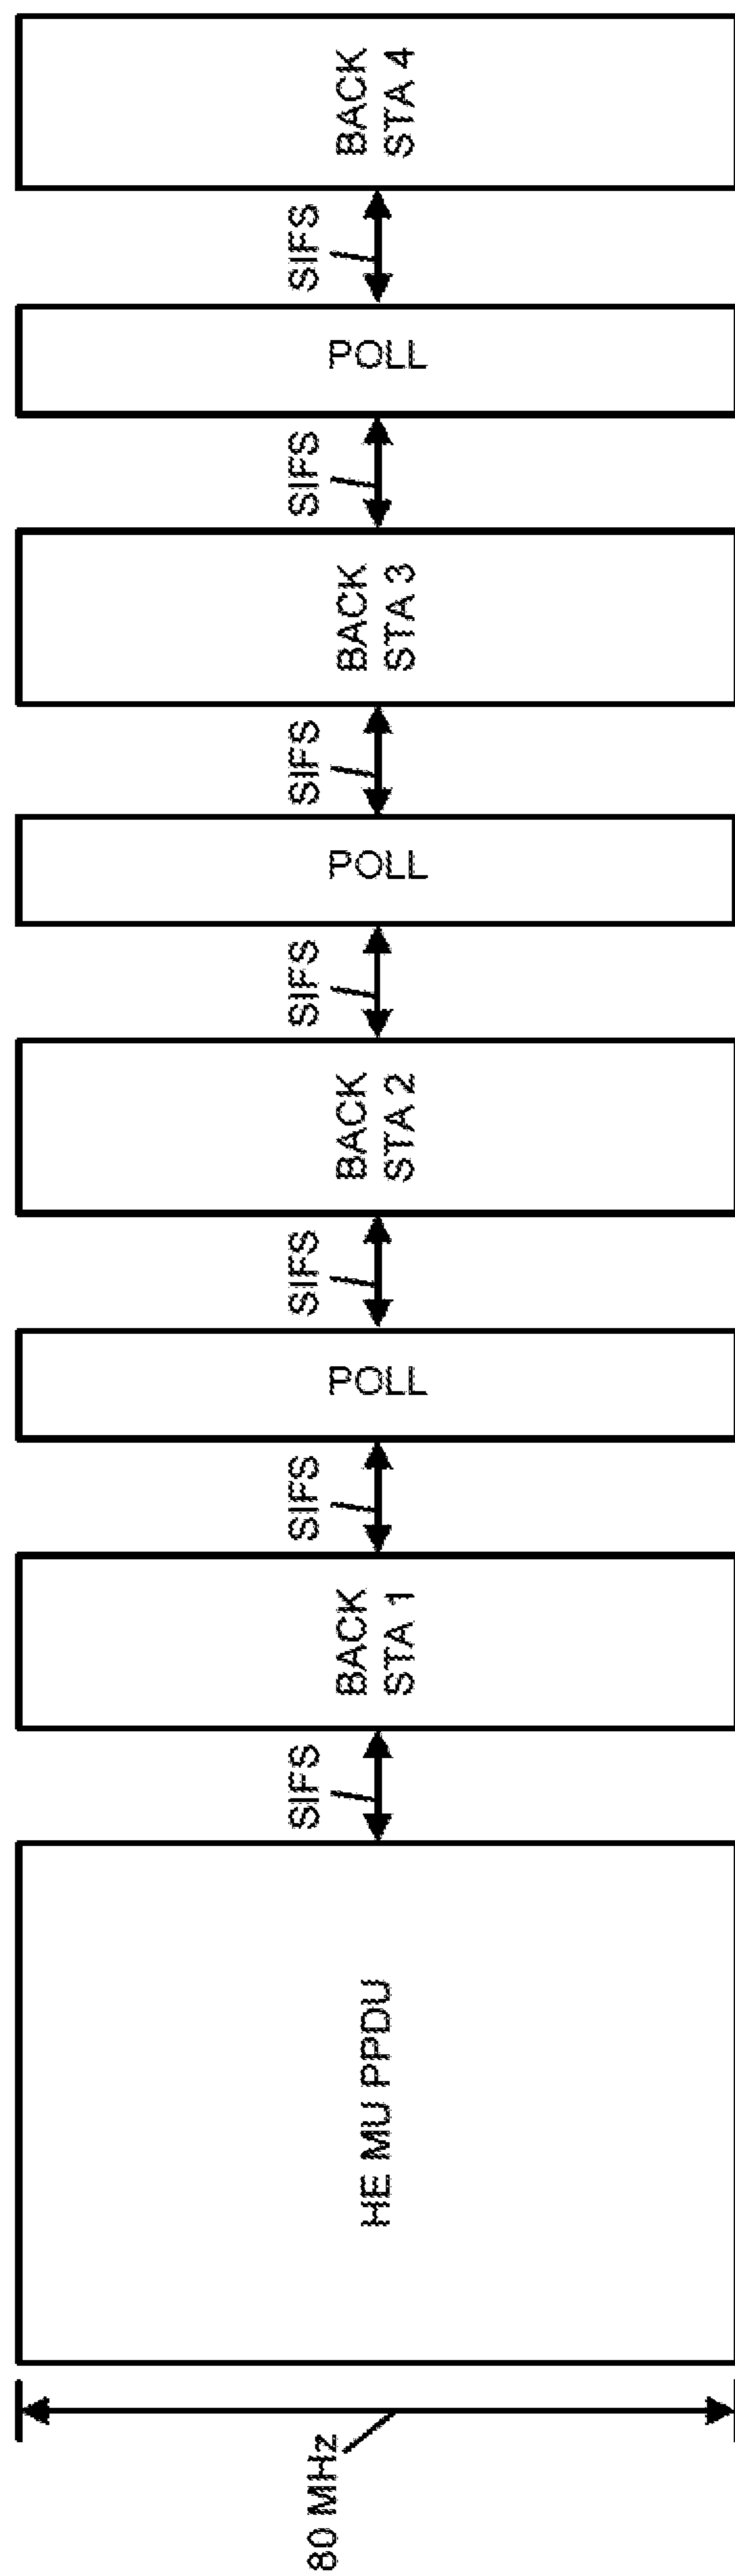 80 MHz
HE MU PPDU
SIFS
BACK
STA 1
SIFS
POLL
SIFS
BACK
STA 2
SIFS
POLL
SIFS
BACK
STA 3
SIFS
POLL
SIFS
BACK
STA 4